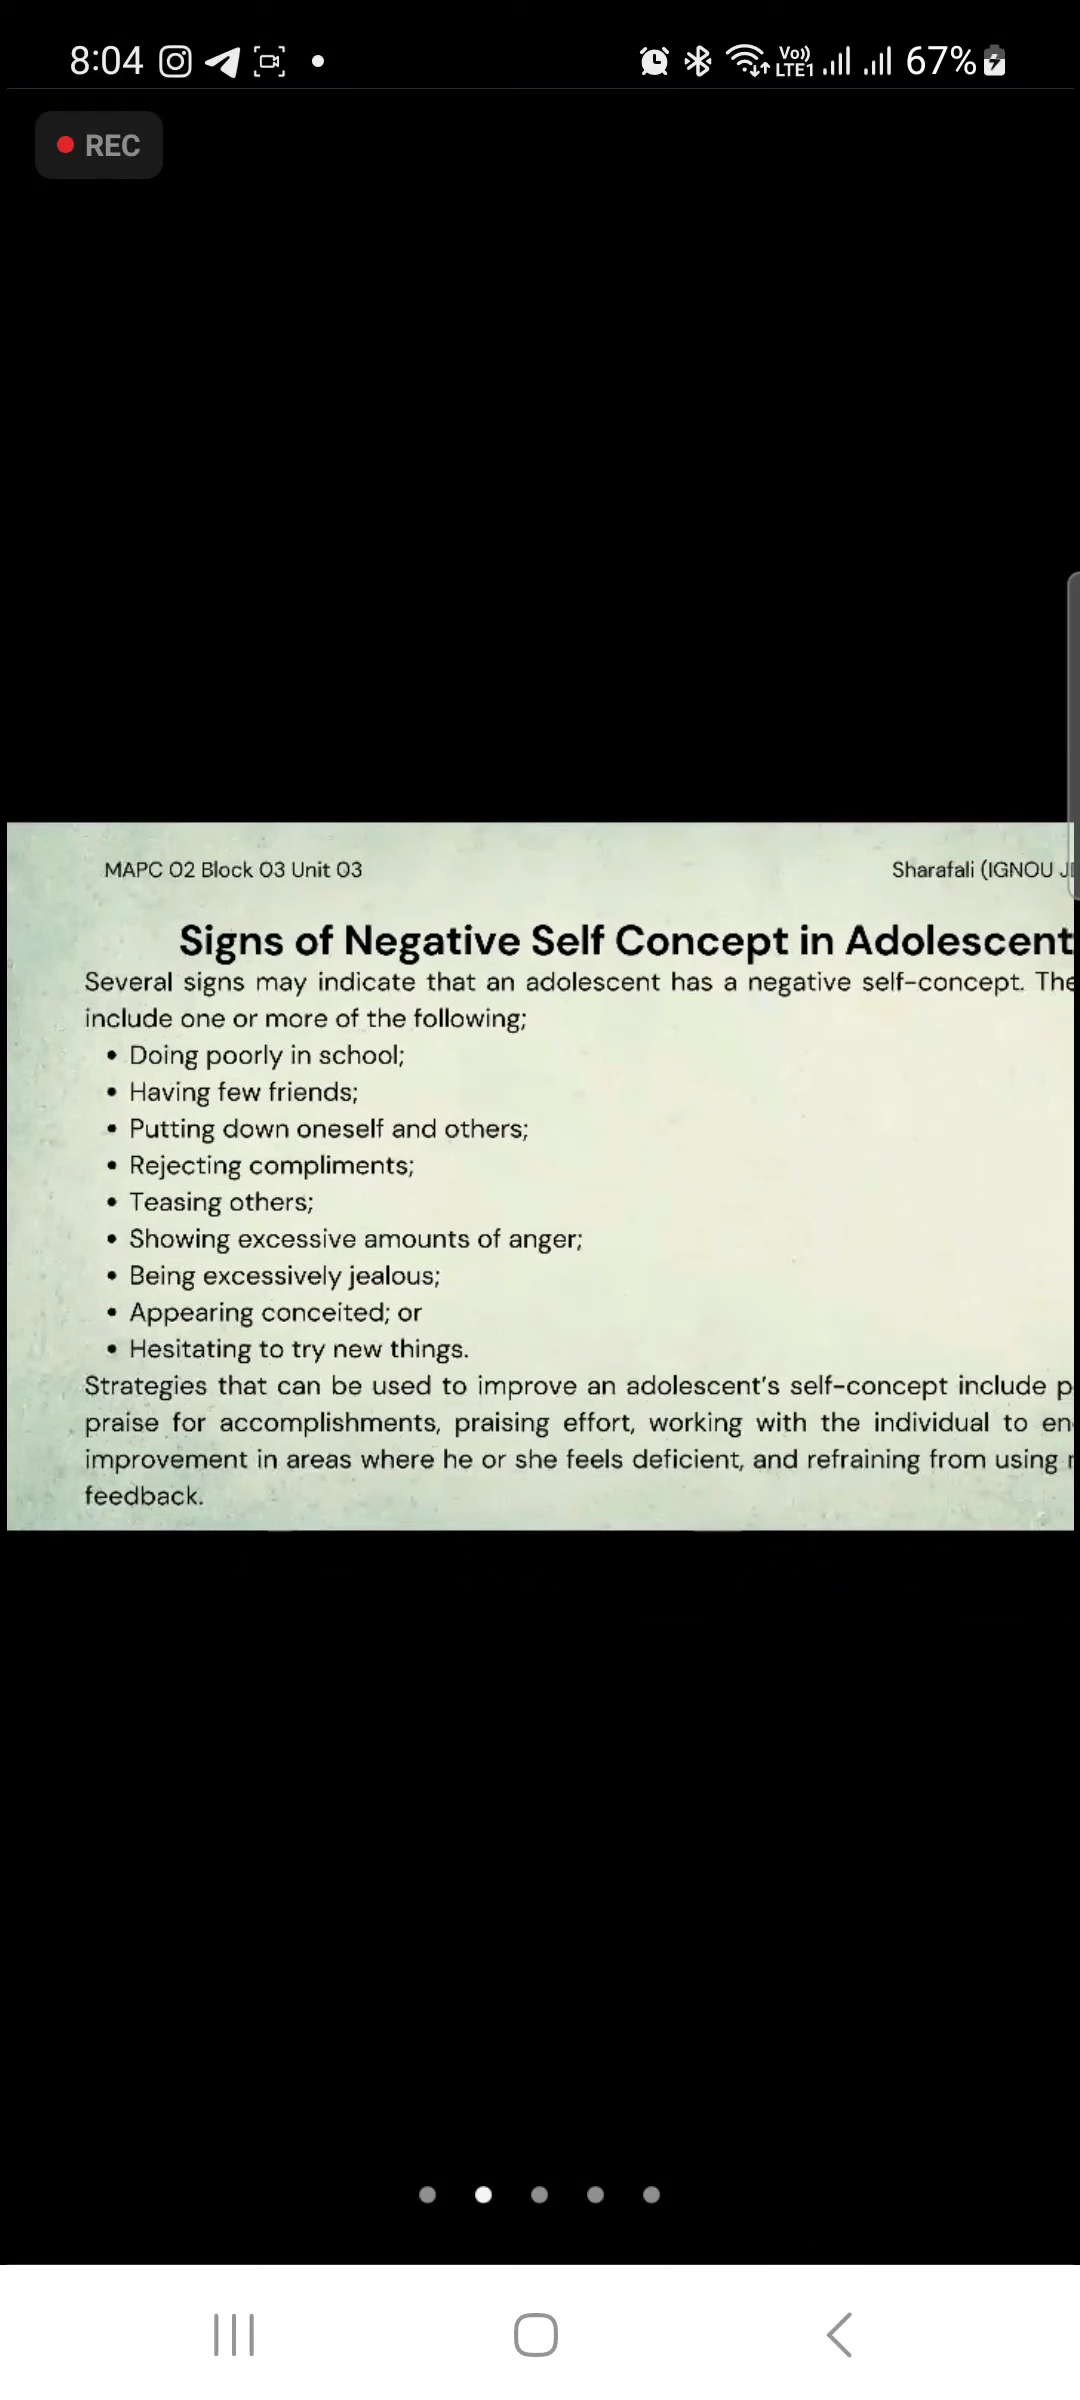 8:04 Vo)) LTE1 67%
REC
MAPC 02 Block 03 Unit 03 Sharafali (IGNOU
Signs of Negative Self Concept in Adolescent
Several signs may indicate that an adolescent has a negative self-concept. The
include one or more of the following;
• Doing poorly in school;
• Having few friends;
• Putting down oneself and others;
• Rejecting compliments;
• Teasing others;
• Showing excessive amounts of anger;
• Being excessively jealous;
• Appearing conceited; or
• Hesitating to try new things.
Strategies that can be used to improve an adolescent's self-concept include p
praise for accomplishments, praising effort, working with the individual to en
improvement in areas where he or she feels deficient, and refraining from using
feedback.